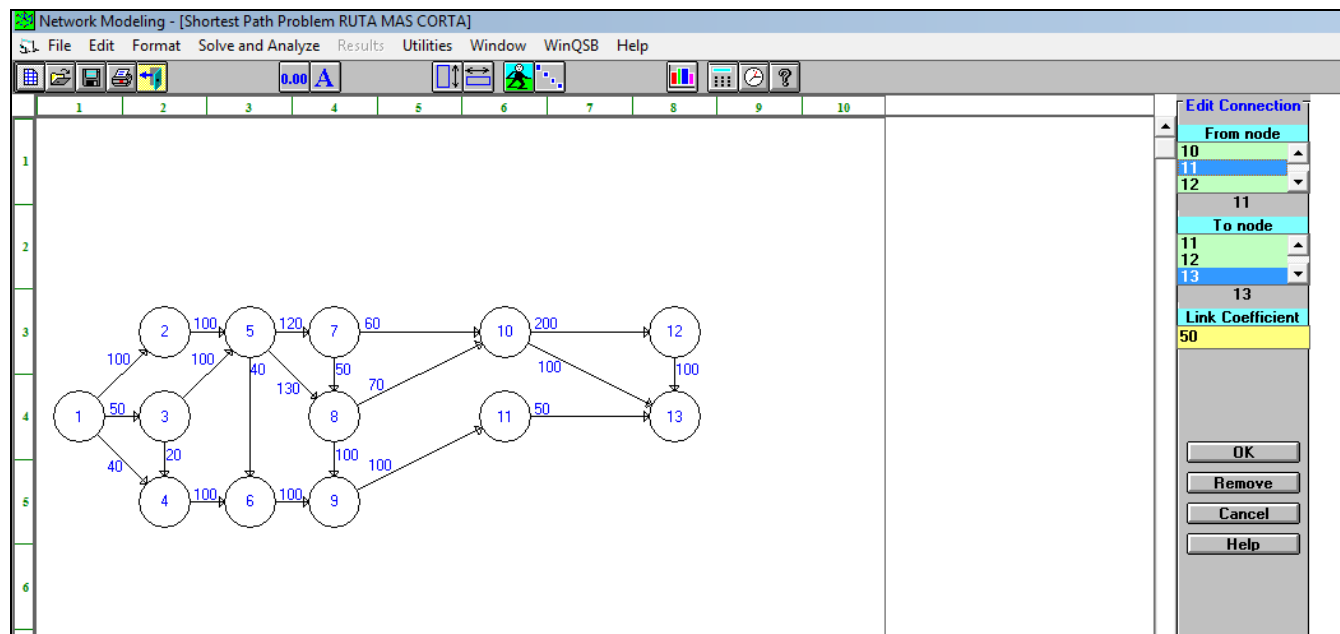 Network Modeling - [Shortest Path Problem RUTA MAS CORTA]
File Edit Format Solve and Analyze Results Utilities Window WinQSB Help
0.00 A
1 2 3 4 5 6 7 8 9 10
1
2
3
4
5
6
2 100 5 120 7 60 10 200 12
100 100 40 130 50 70 100 100
1 50 3 8 11 50 13
40 20 100 100
4 100 6 100 9
Edit Connection
From node
10
11
12
11
To node
11
12
13
13
Link Coefficient
50
OK
Remove
Cancel
Help